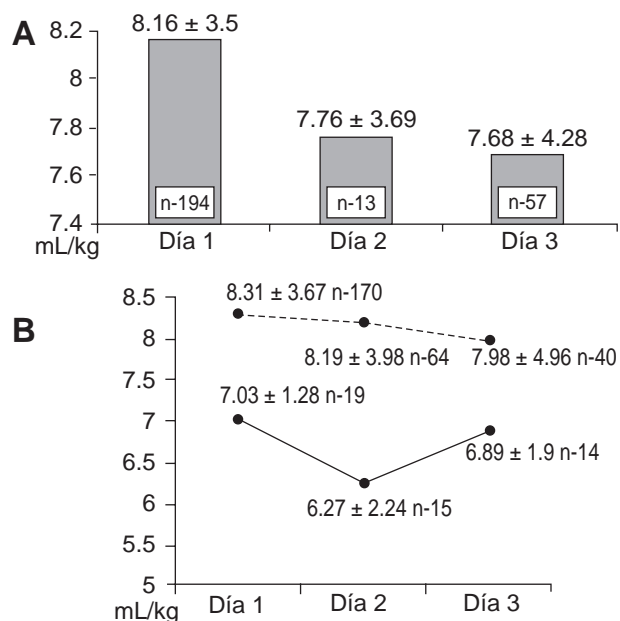 A
8.2
8
7.8
7.6
7.4
mL/kg
8.16 ± 3.5
7.76 ± 3.69
7.68 ± 4.28
n-194
n-13
n-57
Día 1
Día 2
Día 3
B
8.5
8
7.5
7
6.5
6
5.5
5
mL/kg
8.31 ± 3.67 n-170
8.19 ± 3.98 n-64
7.98 ± 4.96 n-40
7.03 ± 1.28 n-19
6.27 ± 2.24 n-15
6.89 ± 1.9 n-14
Día 1
Día 2
Día 3